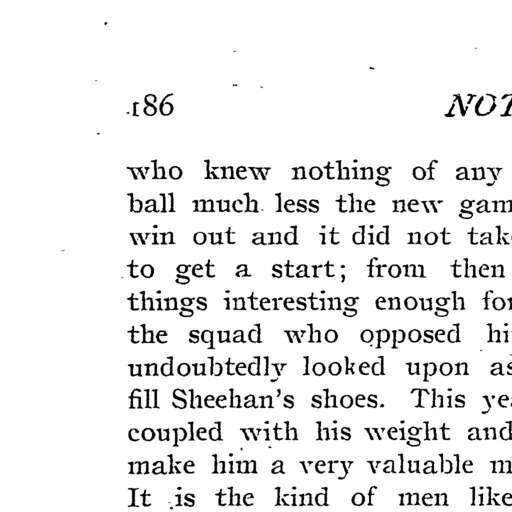 186 NOT
who knew nothing of any
ball much less the new gam
win out and it did not tak
to get a start; from then
things interesting enough for
the squad who opposed hi
undoubtedly looked upon as
fill Sheehan's shoes. This ye
coupled with his weight and
make him a very valuable m
It is the kind of men like